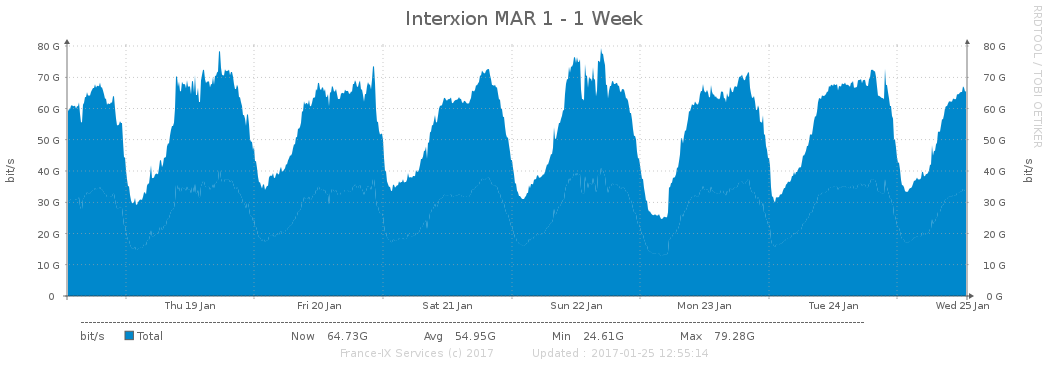 Interxion MAR 1 - 1 Week
RRDTOOL / TOBI OETIKER
80 G 80 G
70 G 70 G
60 G 60 G
50 G 50 G
40 G 40 G
30 G 30 G
20 G 20 G
10 G 10 G
0 0 G
bit/s
bit/s
Thu 19 Jan Fri 20 Jan Sat 21 Jan Sun 22 Jan Mon 23 Jan Tue 24 Jan Wed 25 Jan
bit/s Total Now 64.73G Avg 54.95G Min 24.61G Max 79.28G
France-IX Services (c) 2017 Updated : 2017-01-25 12:55:14